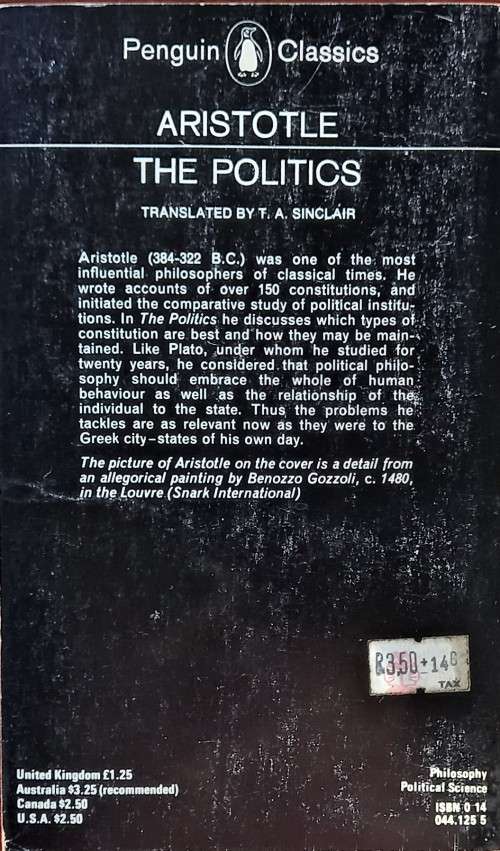 Penguin Classics
ARISTOTLE
THE POLITICS
TRANSLATED BY T. A. SINCLAIR
Aristotle (384-322 B.C.) was one of the most
influential philosophers of classical times. He
wrote accounts of over 150 constitutions, and
initiated the comparative study of political institu-
tions. In The Politics he discusses which types of
constitution are best and how they may be main-
tained. Like Plato, under whom he studied for
twenty years, he considered that political philo-
sophy should embrace the whole of human
behaviour as well as the relationship of the
individual to the state. Thus the problems he
tackles are as relevant now as they were to the
Greek city-states of his own day.
The picture of Aristotle on the cover is a detail from
an allegorical painting by Benozzo Gozzoli, c. 1480,
in the Louvre (Snark International)
R3,50+14C
TAX
United Kingdom £1.25
Australia $3.25 (recommended)
Canada $2.50
U.S.A. $2.50
Philosophy
Political Science
ISBN 0 14
044.125 5